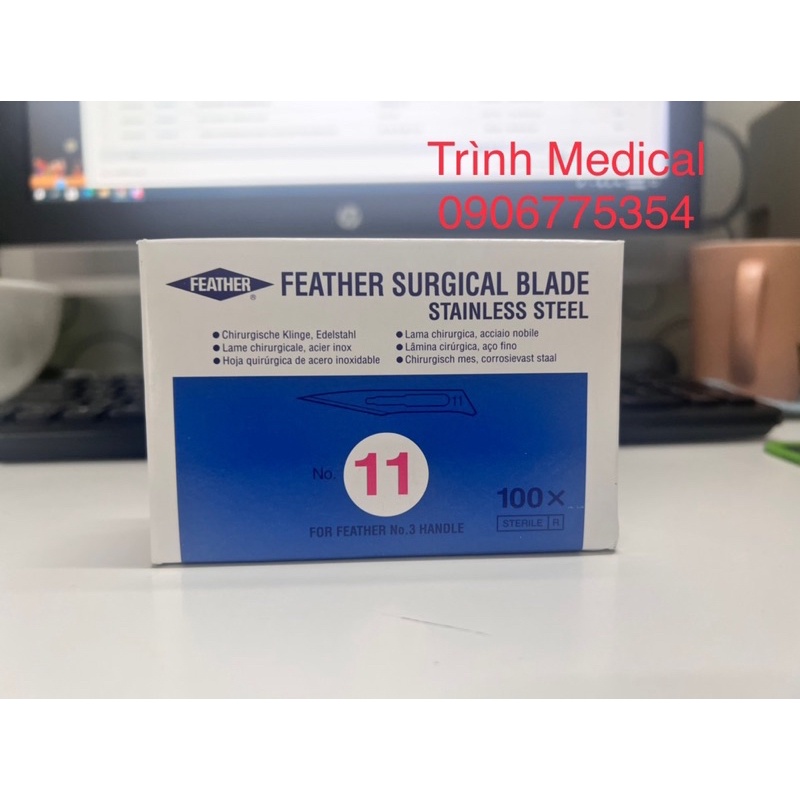 Trình Medical
0906775354
FEATHER
®
FEATHER SURGICAL BLADE
STAINLESS STEEL
● Chirurgische Klinge, Edelstahl
● Lame chirurgicale, acier inox
● Hoja quirúrgica de acero inoxidable
● Lama chirurgica, acciaio nobile
● Lâmina cirúrgica, aço fino
● Chirurgisch mes, corrosievast staal
11
No. 11
100×
STERILE R
FOR FEATHER No.3 HANDLE